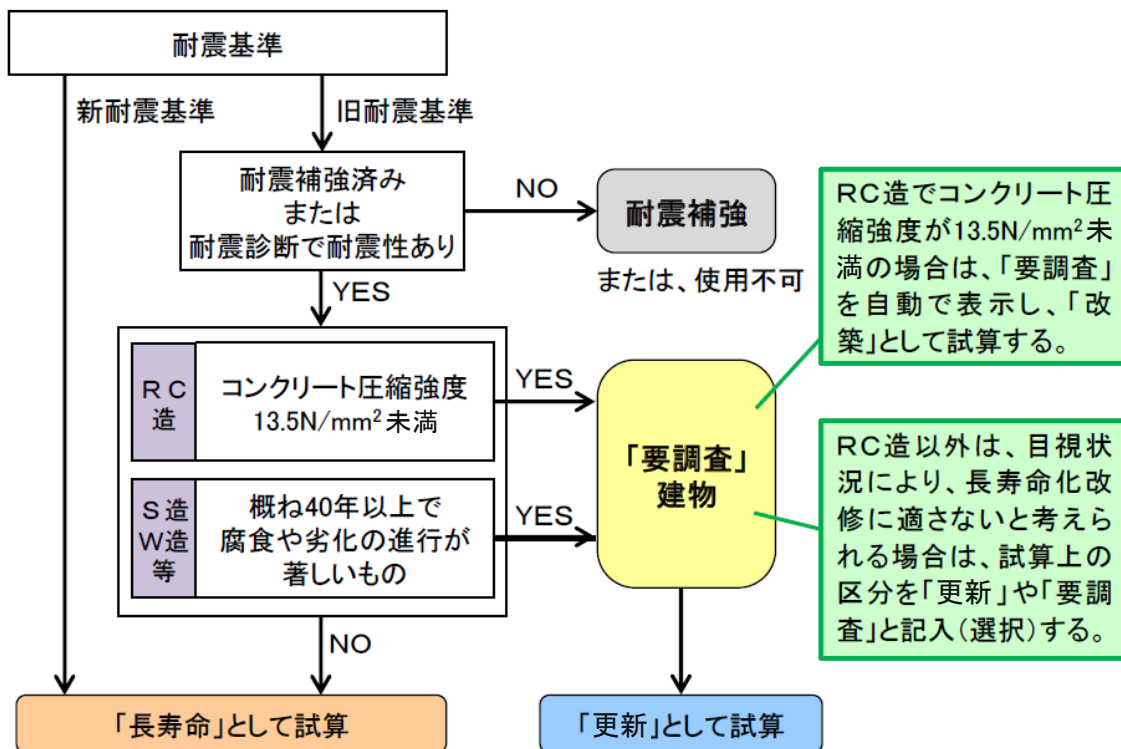 耐震基準
新耐震基準
旧耐震基準
耐震補強済み
または
耐震診断で耐震性あり
NO
耐震補強
または、使用不可
YES
RC
造
コンクリート圧縮強度
13.5N/mm²未満
YES
S造
W造
等
概ね40年以上で
腐食や劣化の進行が
著しいもの
YES
「要調査」
建物
RC造でコンクリート圧
縮強度が13.5N/mm²未
満の場合は、「要調査」
を自動で表示し、「改
築」として試算する。
RC造以外は、目視状
況により、長寿命化改
修に適さないと考えら
れる場合は、試算上の
区分を「更新」や「要調
査」と記入(選択)する。
NO
「長寿命」として試算
「更新」として試算